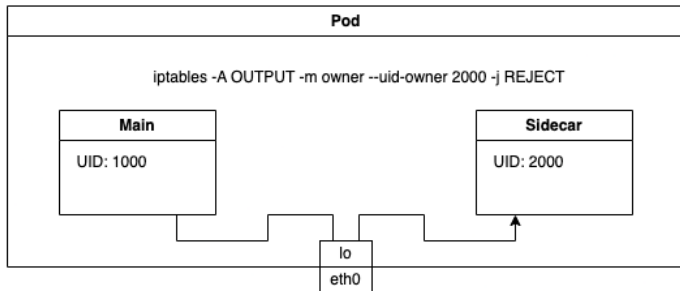 Pod
iptables -A OUTPUT -m owner --uid-owner 2000 -j REJECT
Main
UID: 1000
Sidecar
UID: 2000
lo
eth0